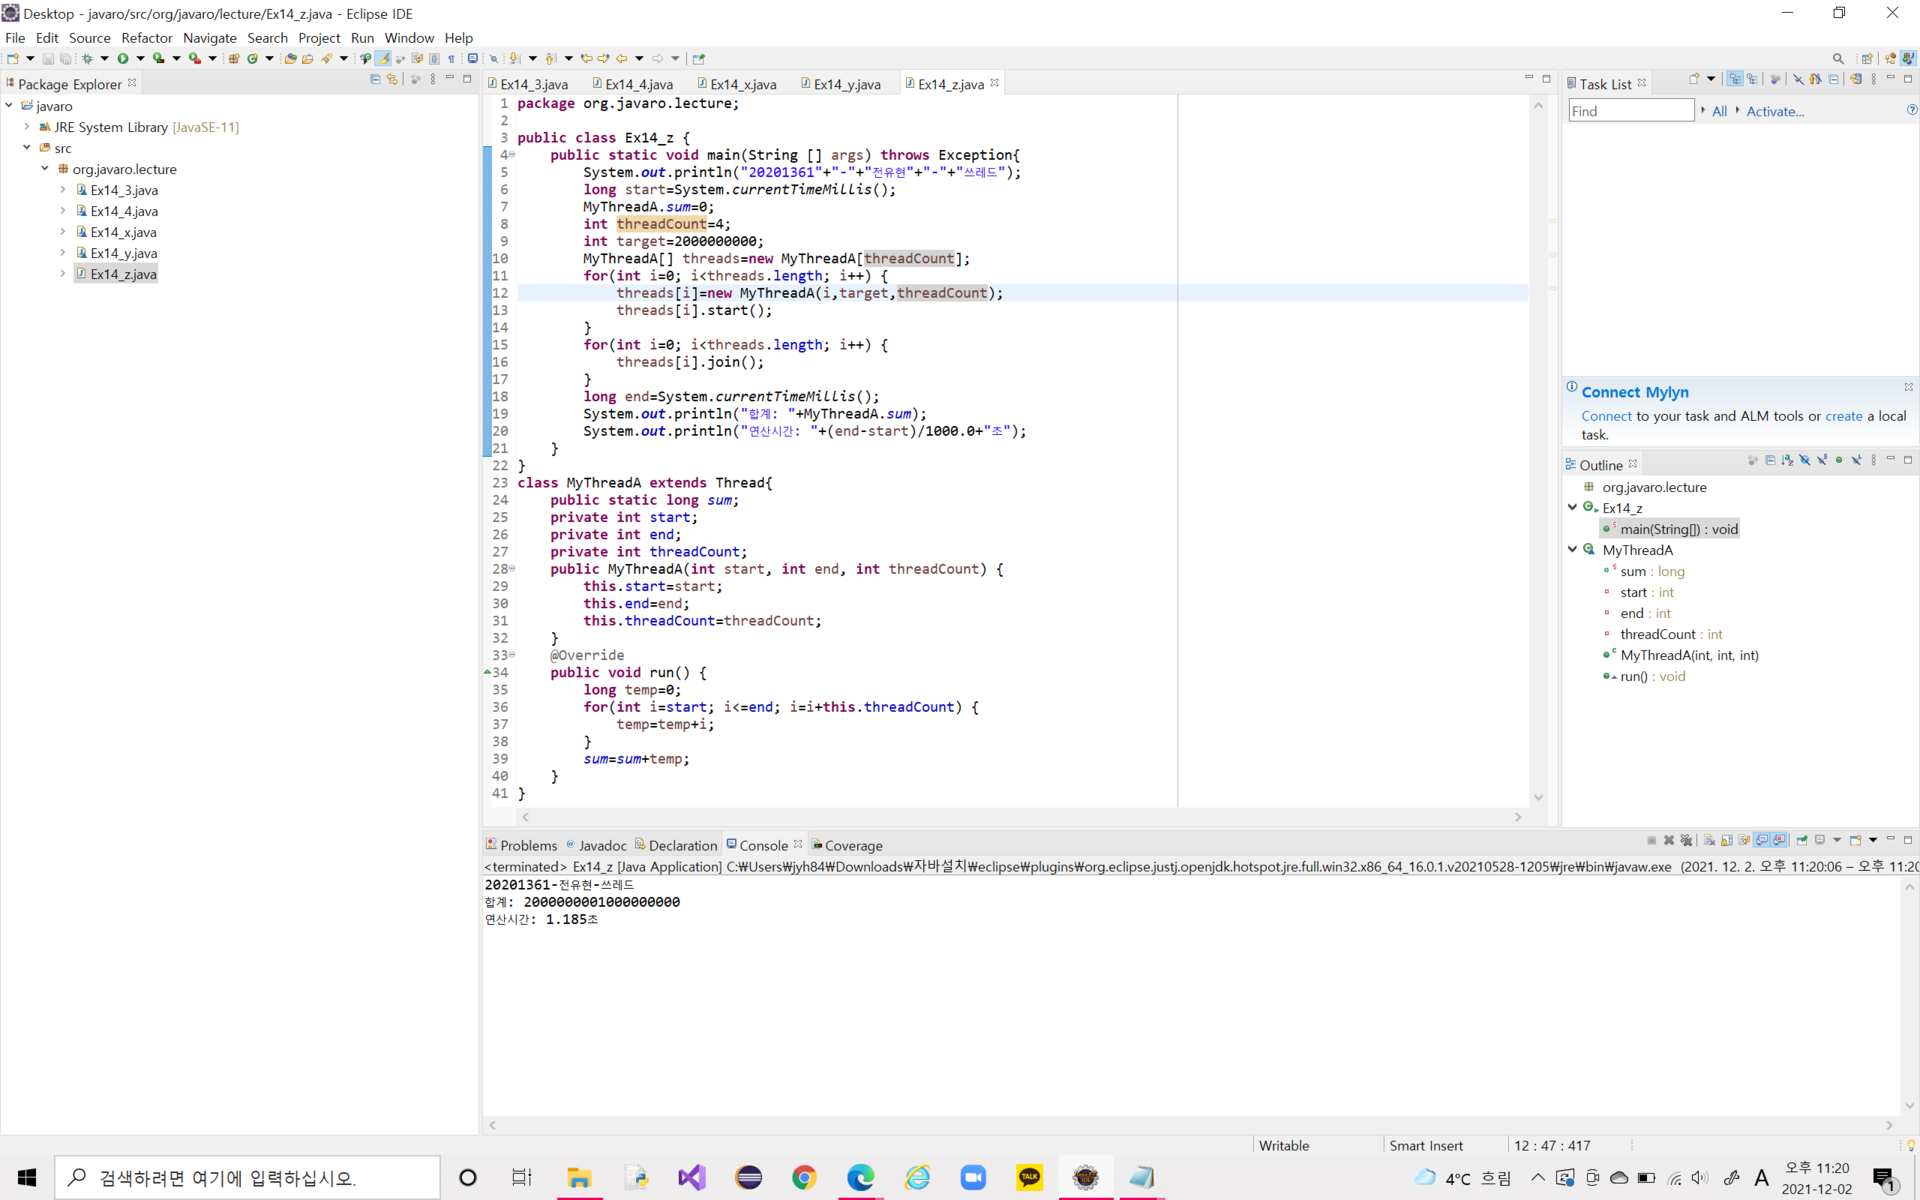 Desktop - javaro/src/org/javaro/lecture/Ex14_z.java - Eclipse IDE
File Edit Source Refactor Navigate Search Project Run Window Help
Package Explorer
javaro
JRE System Library [JavaSE-11]
src
org.javaro.lecture
Ex14_3.java
Ex14_4.java
Ex14_x.java
Ex14_y.java
Ex14_z.java
Ex14_3.java Ex14_4.java Ex14_x.java Ex14_y.java Ex14_z.java
1 package org.javaro.lecture;
2
3 public class Ex14_z {
4 public static void main(String [] args) throws Exception{
5 System.out.println("20201361"+"-"+"전유현"+"-"+"쓰레드");
6 long start=System.currentTimeMillis();
7 MyThreadA.sum=0;
8 int threadCount=4;
9 int target=2000000000;
10 MyThreadA[] threads=new MyThreadA[threadCount];
11 for(int i=0; i<threads.length; i++) {
12 threads[i]=new MyThreadA(i,target,threadCount);
13 threads[i].start();
14 }
15 for(int i=0; i<threads.length; i++) {
16 threads[i].join();
17 }
18 long end=System.currentTimeMillis();
19 System.out.println("합계: "+MyThreadA.sum);
20 System.out.println("연산시간: "+(end-start)/1000.0+"초");
21 }
22 }
23 class MyThreadA extends Thread{
24 public static long sum;
25 private int start;
26 private int end;
27 private int threadCount;
28 public MyThreadA(int start, int end, int threadCount) {
29 this.start=start;
30 this.end=end;
31 this.threadCount=threadCount;
32 }
33 @Override
34 public void run() {
35 long temp=0;
36 for(int i=start; i<=end; i=i+this.threadCount) {
37 temp=temp+i;
38 }
39 sum=sum+temp;
40 }
41 }
Task List
Find All Activate...
Connect Mylyn
Connect to your task and ALM tools or create a local
task.
Outline
org.javaro.lecture
Ex14_z
main(String[]) : void
MyThreadA
sum : long
start : int
end : int
threadCount : int
MyThreadA(int, int, int)
run() : void
Problems Javadoc Declaration Console Coverage
<terminated> Ex14_z [Java Application] C:₩Users₩jyh84₩Downloads₩자바설치₩eclipse₩plugins₩org.eclipse.justj.openjdk.hotspot.jre.full.win32.x86_64_16.0.1.v20210528-1205₩jre₩bin₩javaw.exe (2021. 12. 2. 오후 11:20:06 – 오후 11:20
20201361-전유현-쓰레드
합계: 2000000001000000000
연산시간: 1.185초
Writable Smart Insert 12 : 47 : 417
검색하려면 여기에 입력하십시오.
TALK
4°C 흐림
A
오후 11:20
2021-12-02
1